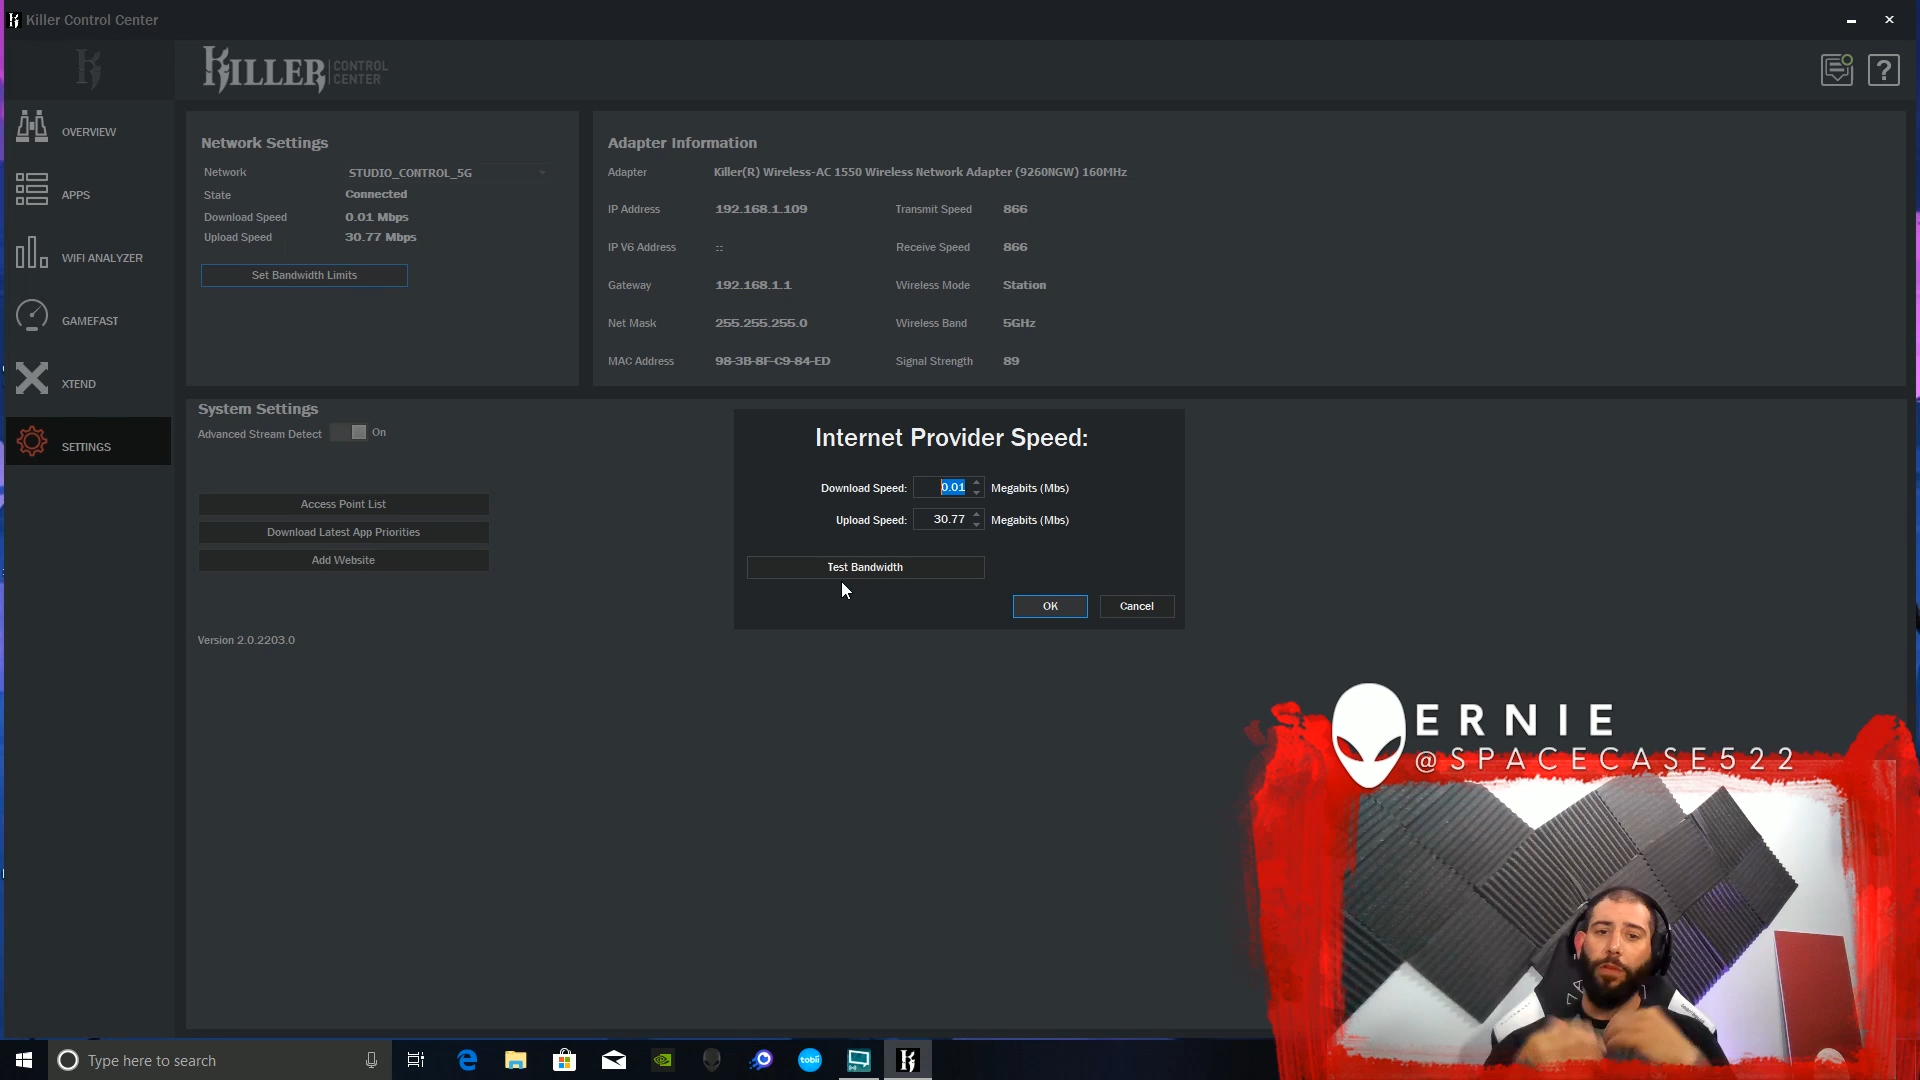 Killer Control Center
KILLER CONTROL CENTER
?
OVERVIEW
APPS
WIFI ANALYZER
GAMEFAST
XTEND
SETTINGS
Network Settings
Network STUDIO_CONTROL_5G
State Connected
Download Speed 0.01 Mbps
Upload Speed 30.77 Mbps
Set Bandwidth Limits
Adapter Information
Adapter Killer(R) Wireless-AC 1550 Wireless Network Adapter (9260NGW) 160MHz
IP Address 192.168.1.109 Transmit Speed 866
IP V6 Address :: Receive Speed 866
Gateway 192.168.1.1 Wireless Mode Station
Net Mask 255.255.255.0 Wireless Band 5GHz
MAC Address 98-3B-8F-C9-84-ED Signal Strength 89
System Settings
Advanced Stream Detect On
Access Point List
Download Latest App Priorities
Add Website
Version 2.0.2203.0
Internet Provider Speed:
Download Speed: 0.01 Megabits (Mbs)
Upload Speed: 30.77 Megabits (Mbs)
Test Bandwidth
OK Cancel
ERNIE
@SPACECASE522
Type here to search
tobii